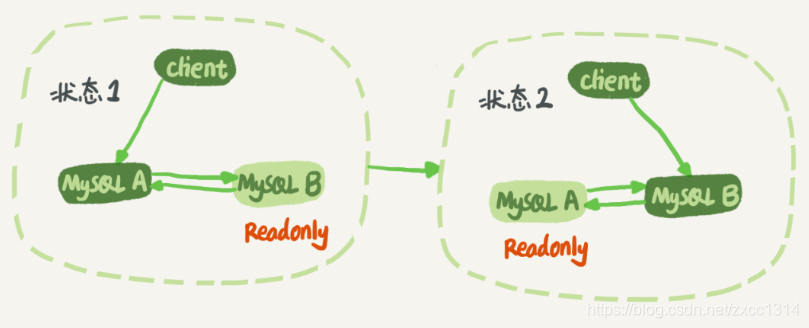 client
状态1
MySQL A
MySQL B
Readonly
client
状态2
MySQL A
MySQL B
Readonly
https://blog.csdn.net/zxcc1314